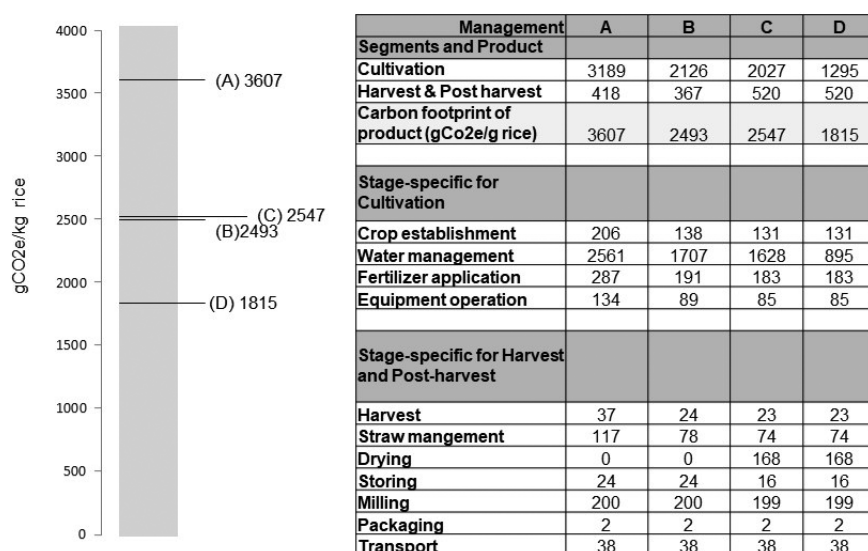 4000
3500
3000
2500
2000
1500
1000
500
0
gCO2e/kg rice
(A) 3607
(C) 2547
(B)2493
(D) 1815
Management A B C D
Segments and Product
Cultivation 3189 2126 2027 1295
Harvest & Post harvest 418 367 520 520
Carbon footprint of
product (gCo2e/g rice) 3607 2493 2547 1815
Stage-specific for
Cultivation
Crop establishment 206 138 131 131
Water management 2561 1707 1628 895
Fertilizer application 287 191 183 183
Equipment operation 134 89 85 85
Stage-specific for Harvest
and Post-harvest
Harvest 37 24 23 23
Straw mangement 117 78 74 74
Drying 0 0 168 168
Storing 24 24 16 16
Milling 200 200 199 199
Packaging 2 2 2 2
Transport 38 38 38 38